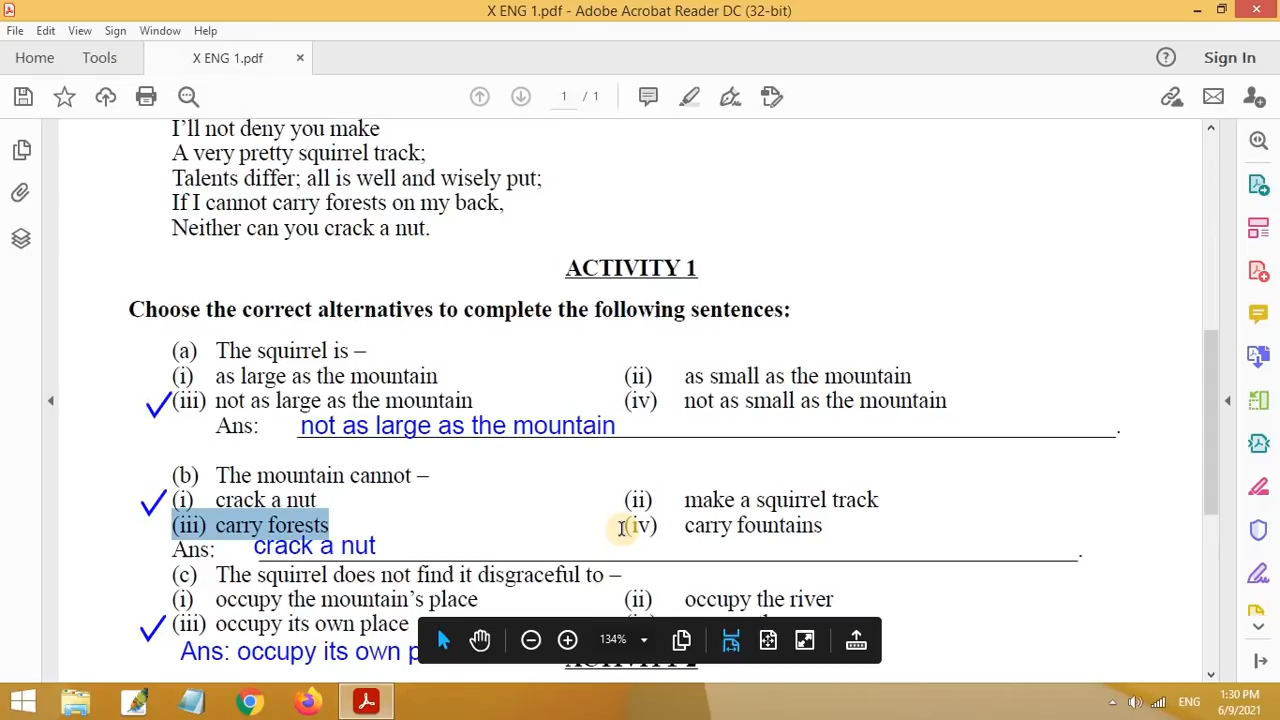 X ENG 1.pdf - Adobe Acrobat Reader DC (32-bit)
File Edit View Sign Window Help
Home Tools X ENG 1.pdf × Sign In
1 / 1
I'll not deny you make
A very pretty squirrel track;
Talents differ; all is well and wisely put;
If I cannot carry forests on my back,
Neither can you crack a nut.
ACTIVITY 1
Choose the correct alternatives to complete the following sentences:
(a) The squirrel is –
(i) as large as the mountain (ii) as small as the mountain
(iii) not as large as the mountain (iv) not as small as the mountain
Ans: not as large as the mountain.
(b) The mountain cannot –
(i) crack a nut (ii) make a squirrel track
(iii) carry forests (iv) carry fountains
Ans: crack a nut.
(c) The squirrel does not find it disgraceful to –
(i) occupy the mountain's place (ii) occupy the river
(iii) occupy its own place
Ans: occupy its own
134%
ENG
1:30 PM
6/9/2021